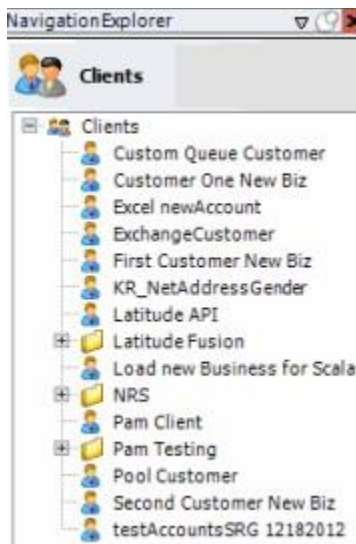 NavigationExplorer
Clients
Clients
Custom Queue Customer
Customer One New Biz
Excel newAccount
ExchangeCustomer
First Customer New Biz
KR_NetAddressGender
Latitude API
Latitude Fusion
Load new Business for Scala
NRS
Pam Client
Pam Testing
Pool Customer
Second Customer New Biz
testAccountsSRG 12182012